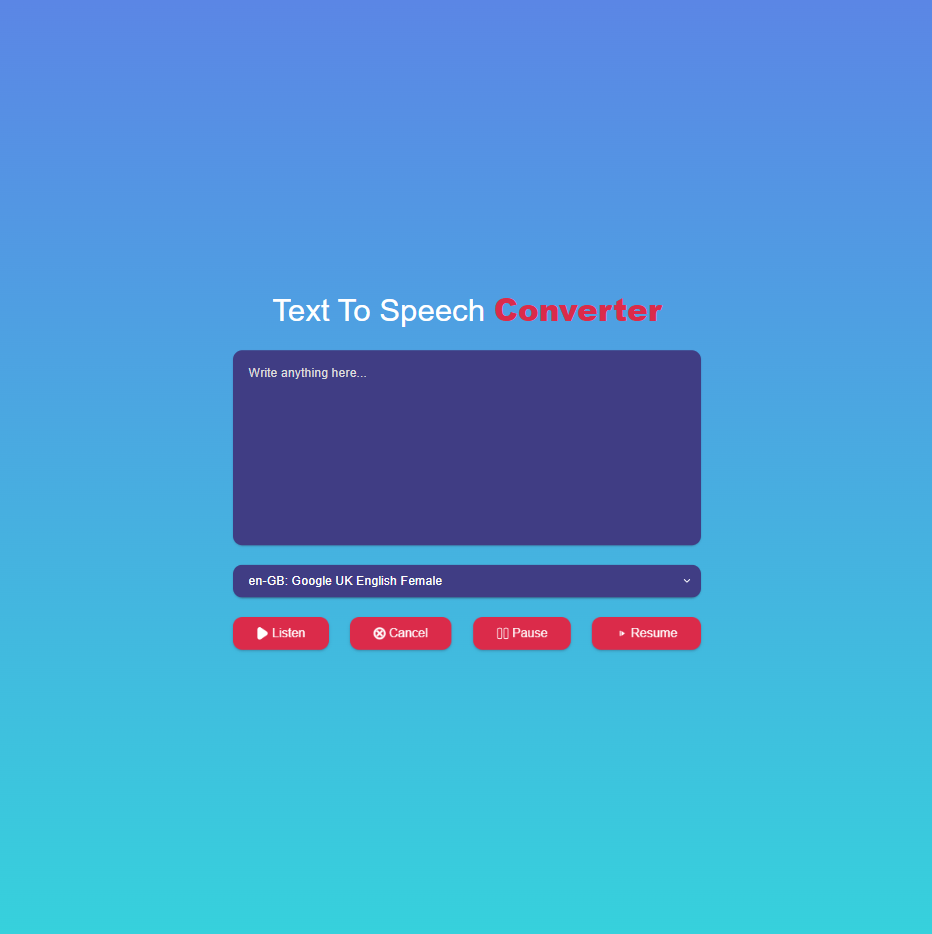 Text To Speech Converter
Write anything here...
en-GB: Google UK English Female
Listen
Cancel
Pause
Resume